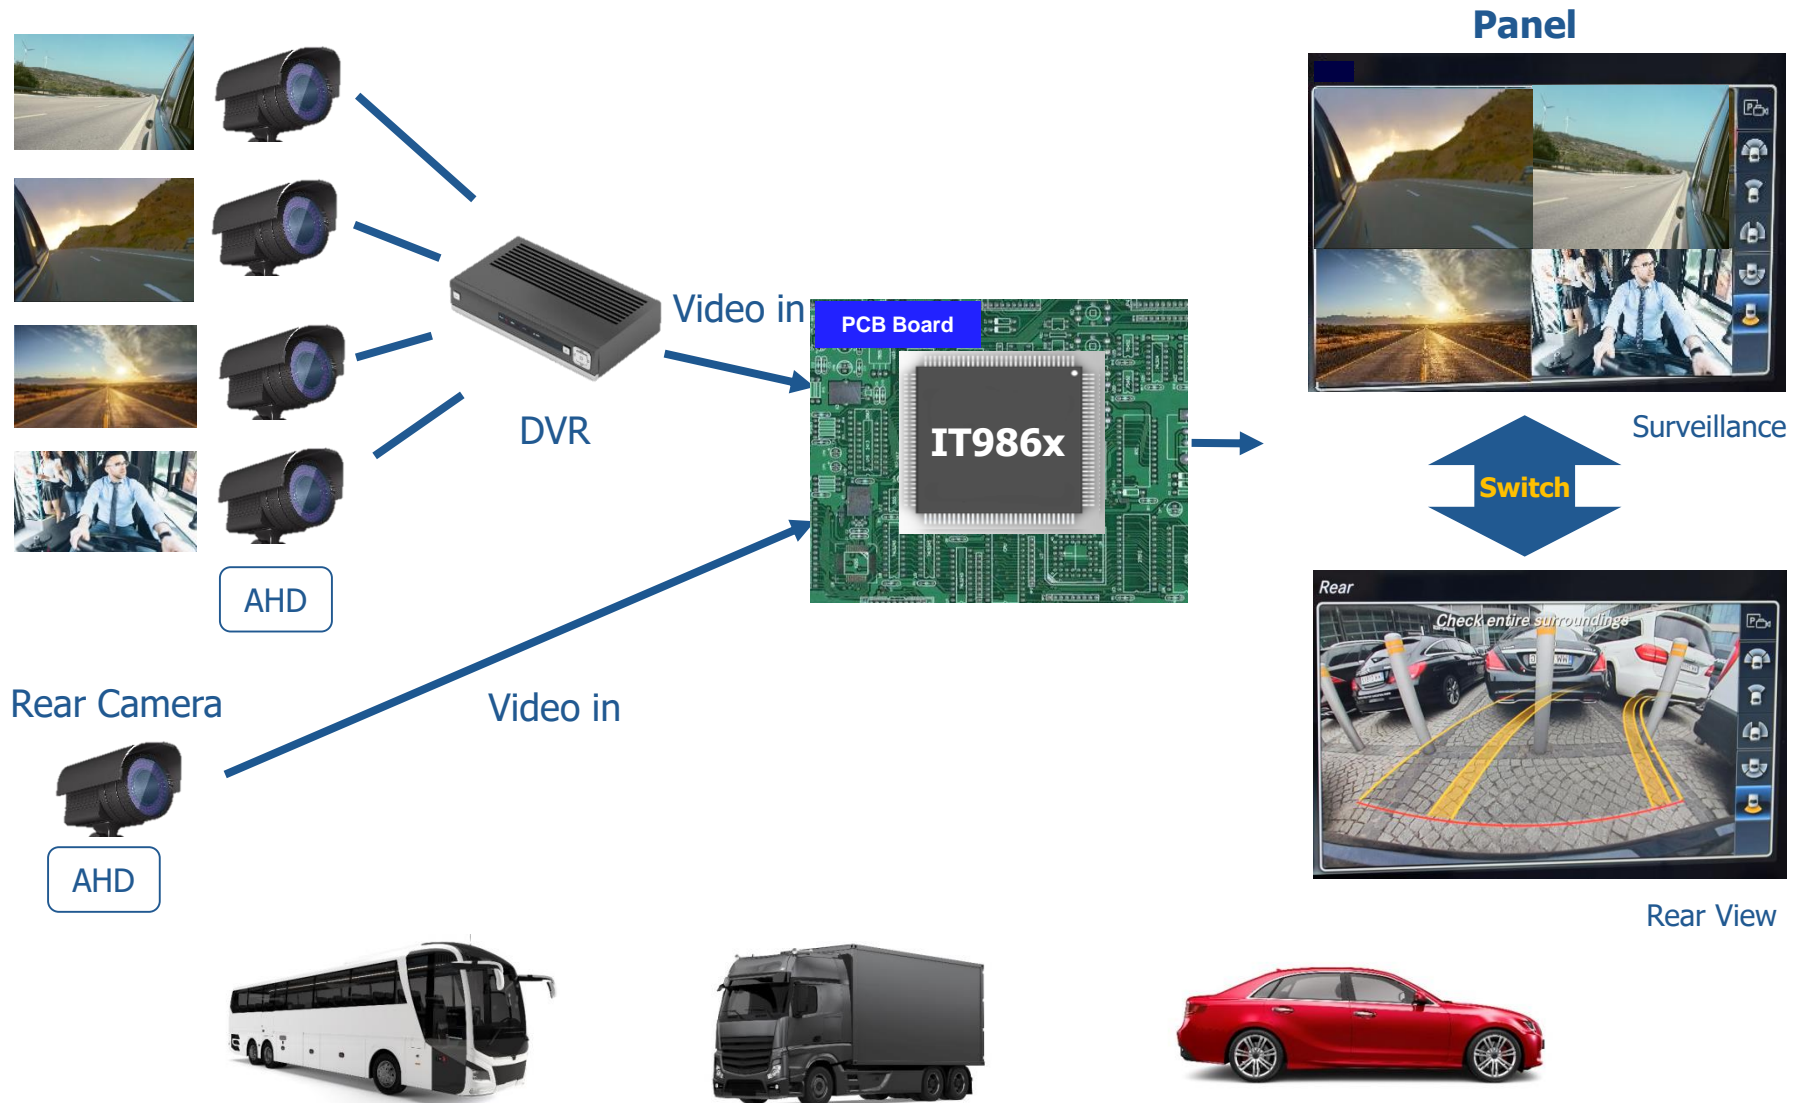 Panel
PCB Board
IT986x
Video in
DVR
AHD
Surveillance
Switch
Rear
Check entire surroundings
Rear Camera
Video in
AHD
Rear View